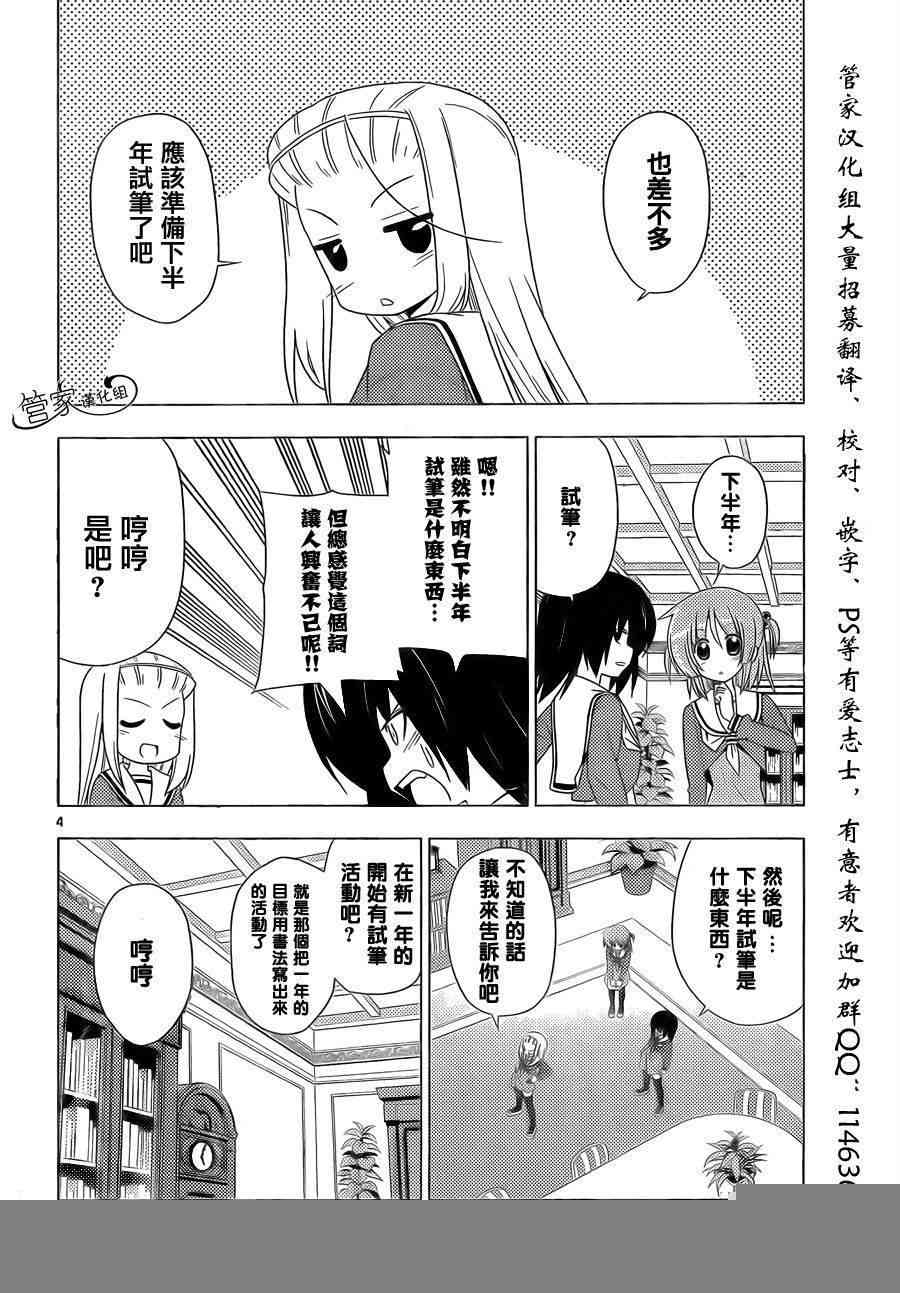 也差不多
應該準備下半
年試筆了吧
管家漢化組
下半年…
試筆？
嗯!!
雖然不明白下半年
試筆是什麼東西…
但總感覺這個詞
讓人興奮不已呢!!
哼哼
是吧？
4
然後呢…
下半年試筆是
什麼東西？
不知道的話
讓我來告訴你吧
在新一年的
開始有試筆
活動吧？
就是那個把一年的
目標用書法寫出來
的活動了
哼哼
管家汉化组大量招募翻译、校对、嵌字、PS等有爱志士，有意者欢迎加群QQ：11463